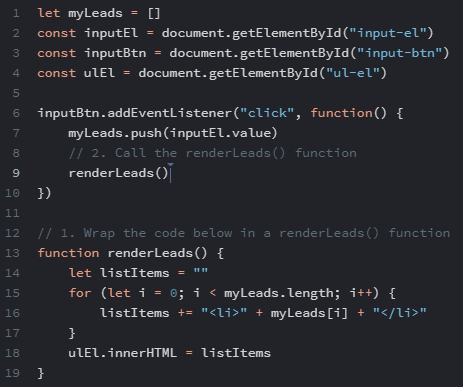 1 let myLeads = []
2 const inputEl = document.getElementById("input-el")
3 const inputBtn = document.getElementById("input-btn")
4 const ulEl = document.getElementById("ul-el")
5
6 inputBtn.addEventListener("click", function() {
7     myLeads.push(inputEl.value)
8     // 2. Call the renderLeads() function
9     renderLeads()
10 })
11
12 // 1. Wrap the code below in a renderLeads() function
13 function renderLeads() {
14     let listItems = ""
15     for (let i = 0; i < myLeads.length; i++) {
16         listItems += "<li>" + myLeads[i] + "</li>"
17     }
18     ulEl.innerHTML = listItems
19 }